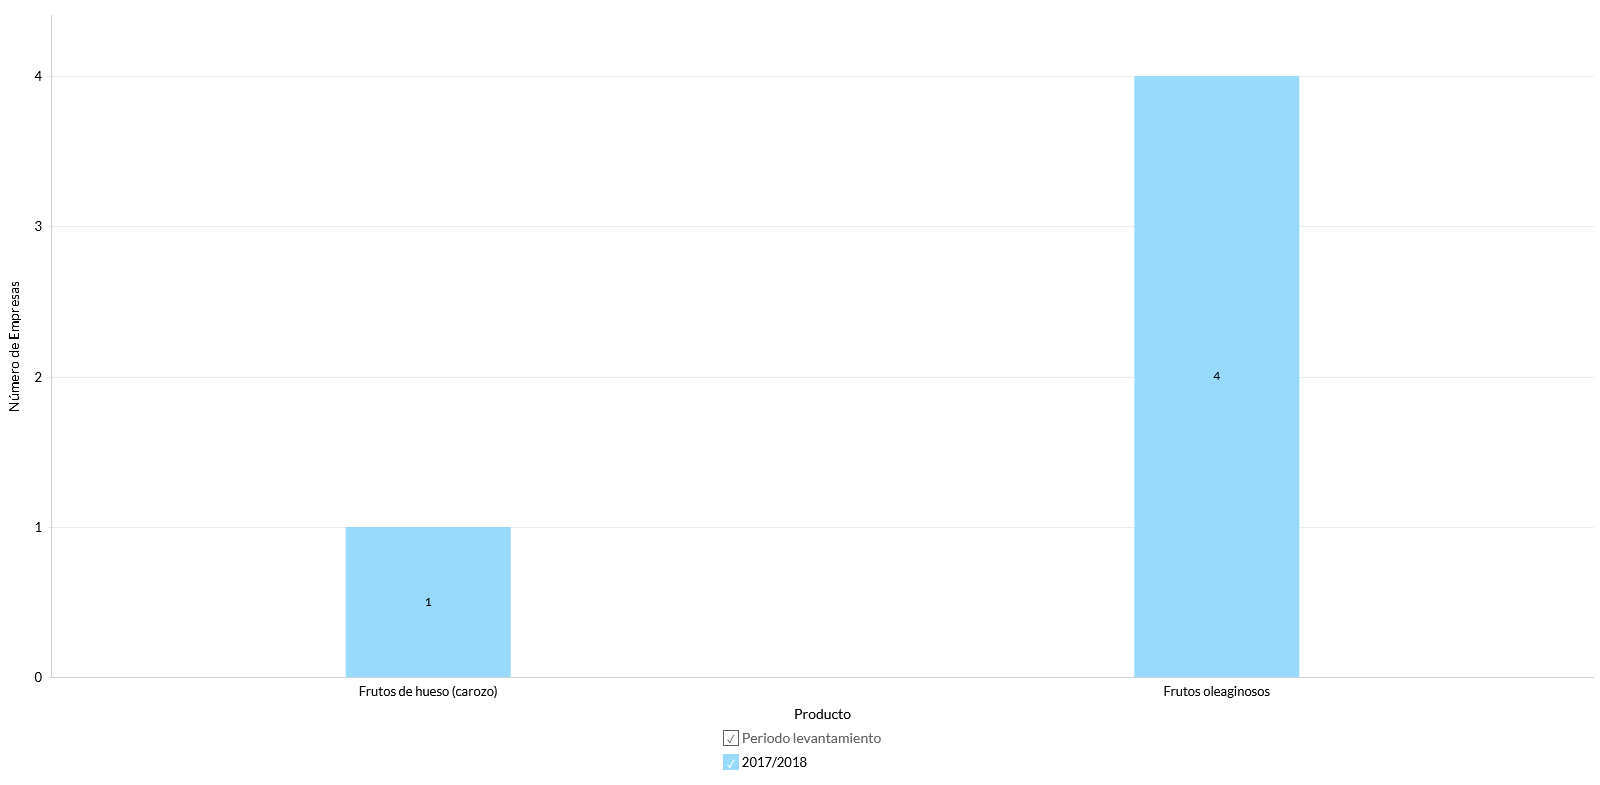 Número de Empresas
4
3
2
1
0
1
4
Frutos de hueso (carozo)
Frutos oleaginosos
Producto
Periodo levantamiento
2017/2018